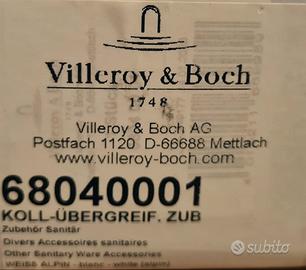 Villeroy & Boch
1748
Villeroy & Boch AG
Postfach 1120 D-66688 Mettlach
www.villeroy-boch.com
68040001
KOLL-ÜBERGREIF. ZUB
Zubehör Sanitär
Divers Accessoires sanitaires
Other Sanitary Ware Accessories
WEISS ALPIN - blanc - white (alpin)
subito